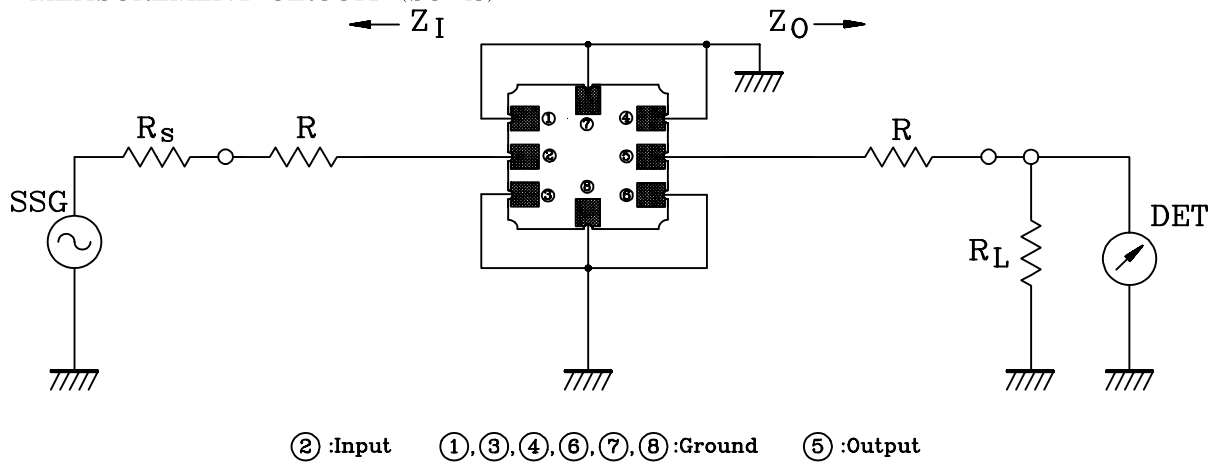 Z_I Z_O
① ⑦ ④
R_S R R
② ⑤
③ ⑧ ⑥
SSG
R_L
DET
② :Input ①,③,④,⑥,⑦,⑧:Ground ⑤ :Output